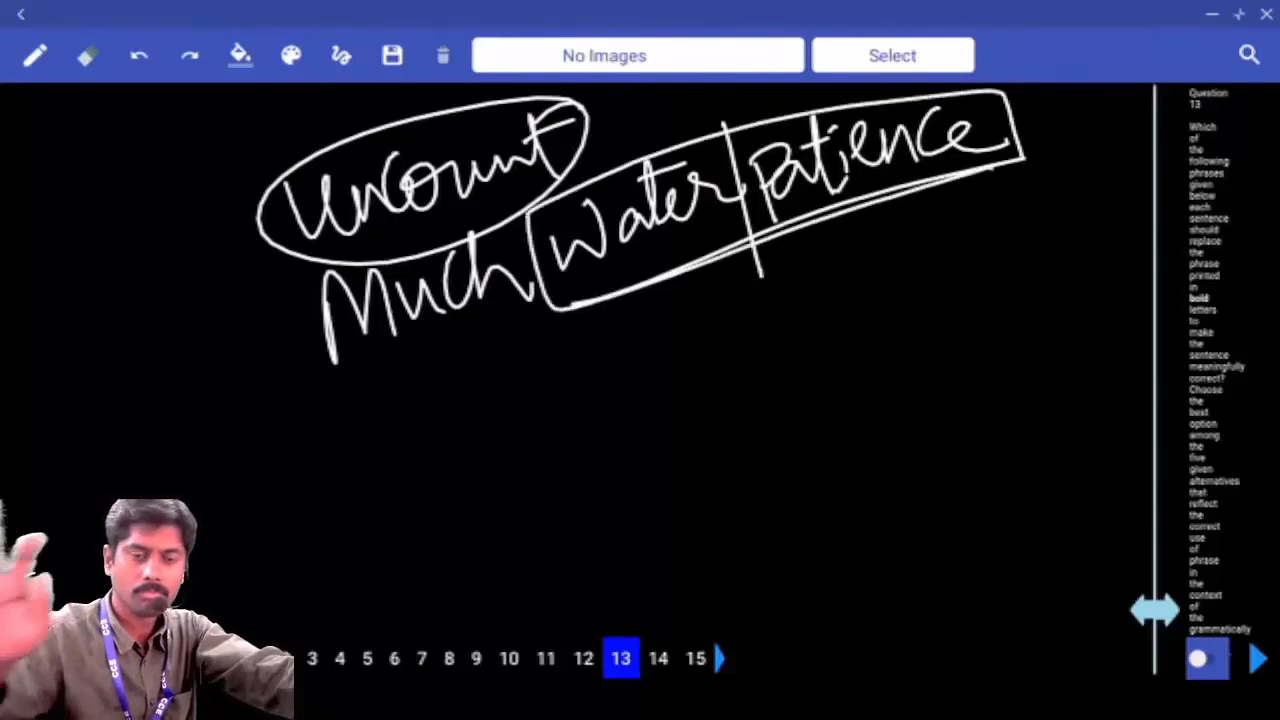 No Images
Select
Uncount
Much Water Patience
Question
13
Which
of
the
following
phrases
given
below
each
sentence
should
replace
the
phrase
printed
in
bold
letters
to
make
the
sentence
meaningfully
correct?
Choose
the
best
option
among
the
five
given
alternatives
that
reflect
the
correct
use
of
phrase
in
the
context
of
the
grammatically
3 4 5 6 7 8 9 10 11 12 13 14 15
CCE
CCE